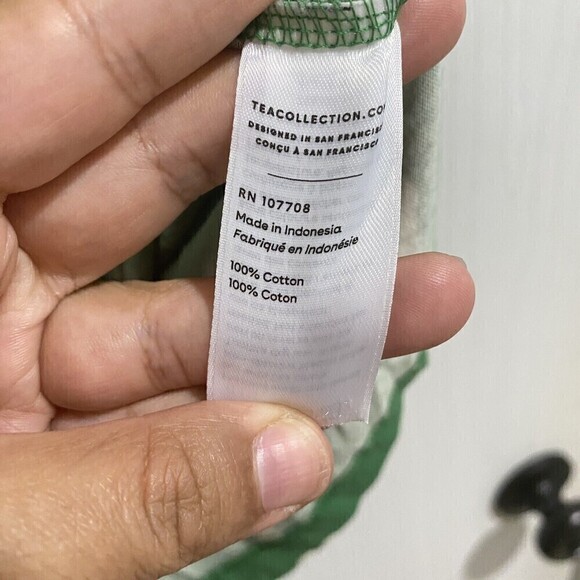 TEACOLLECTION.CO
DESIGNED IN SAN FRANCISC
CONÇU À SAN FRANCISCO
RN 107708
Made in Indonesia
Fabriqué en Indonésie
100% Cotton
100% Coton